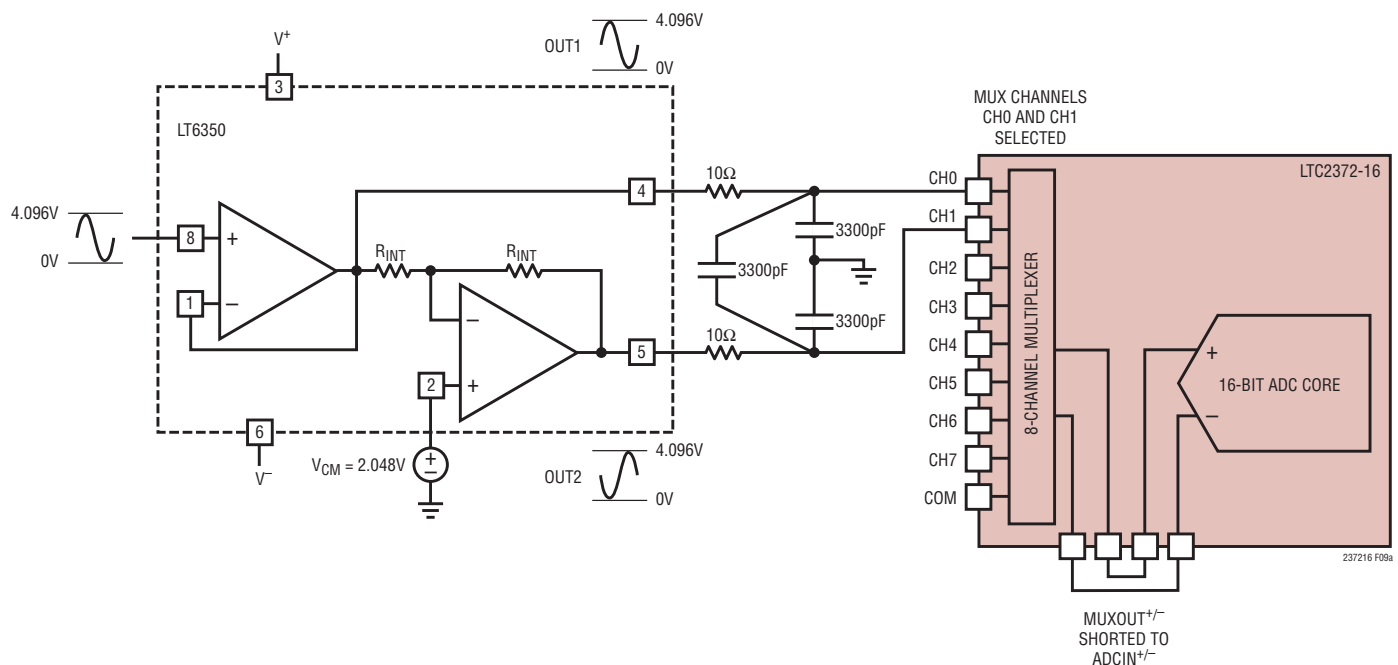 4.096V
OUT1
0V
V+
3
LT6350
MUX CHANNELS
CH0 AND CH1
SELECTED
LTC2372-16
4
10Ω
CH0
4.096V
0V
8
+
1
–
RINT
RINT
3300pF
3300pF
3300pF
–
+
2
5
10Ω
CH1
CH2
CH3
CH4
CH5
CH6
CH7
COM
8-CHANNEL MULTIPLEXER
+
–
16-BIT ADC CORE
6
V–
VCM = 2.048V
+
–
OUT2
4.096V
0V
237216 F09a
MUXOUT+/–
SHORTED TO
ADCIN+/–